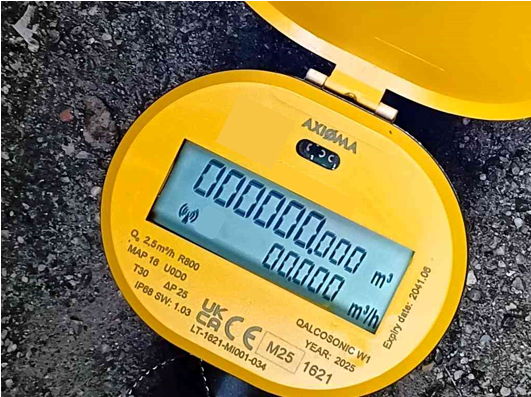 AXIOMA
000000.000 m³
00.000 m³/h
Q₃ 2,5m³/h R800
MAP 16 U0D0
T30 ΔP 25
IP68 SW: 1.03
UK
CA CE M25 1621
LT-1621-MI001-034
QALCOSONIC W1
YEAR: 2025
Expiry date: 2041.06